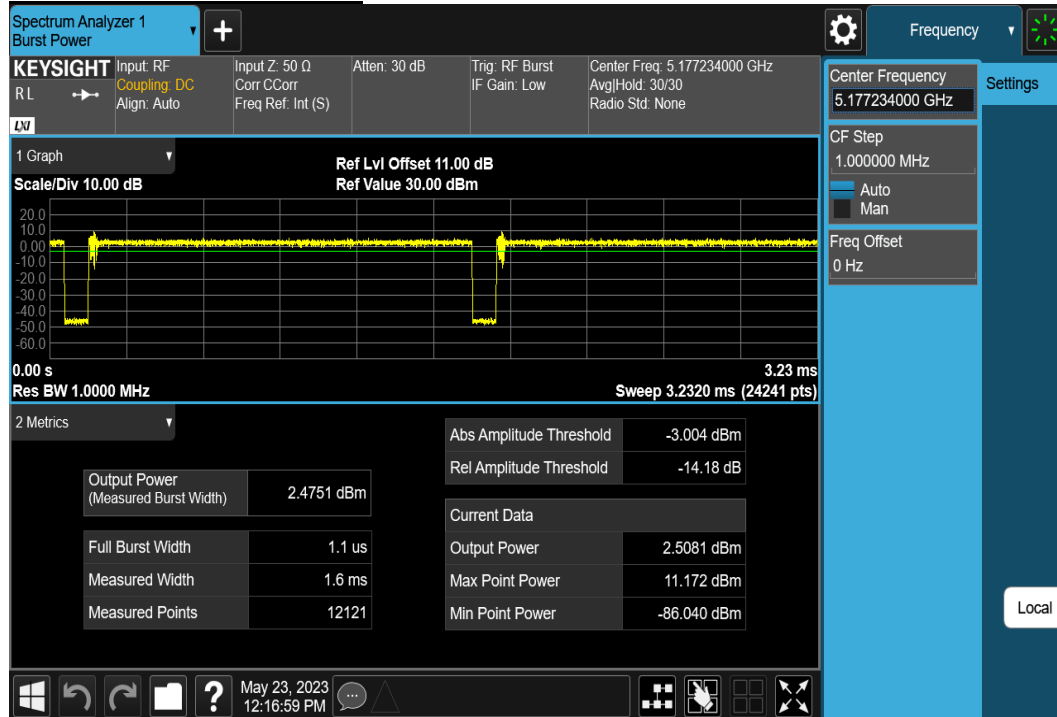 Spectrum Analyzer 1
Burst Power
Frequency
KEYSIGHT
RL
LXI
Input: RF
Coupling: DC
Align: Auto
Input Z: 50 Ω
Corr CCorr
Freq Ref: Int (S)
Atten: 30 dB
Trig: RF Burst
IF Gain: Low
Center Freq: 5.177234000 GHz
Avg|Hold: 30/30
Radio Std: None
Center Frequency
5.177234000 GHz
Settings
CF Step
1.000000 MHz
Auto
Man
Freq Offset
0 Hz
1 Graph
Scale/Div 10.00 dB
Ref Lvl Offset 11.00 dB
Ref Value 30.00 dBm
20.0
10.0
0.00
-10.0
-20.0
-30.0
-40.0
-50.0
-60.0
0.00 s
3.23 ms
Res BW 1.0000 MHz
Sweep 3.2320 ms (24241 pts)
2 Metrics
Output Power 2.4751 dBm
(Measured Burst Width)
Full Burst Width 1.1 us
Measured Width 1.6 ms
Measured Points 12121
Abs Amplitude Threshold -3.004 dBm
Rel Amplitude Threshold -14.18 dB
Current Data
Output Power 2.5081 dBm
Max Point Power 11.172 dBm
Min Point Power -86.040 dBm
Local
?
May 23, 2023
12:16:59 PM